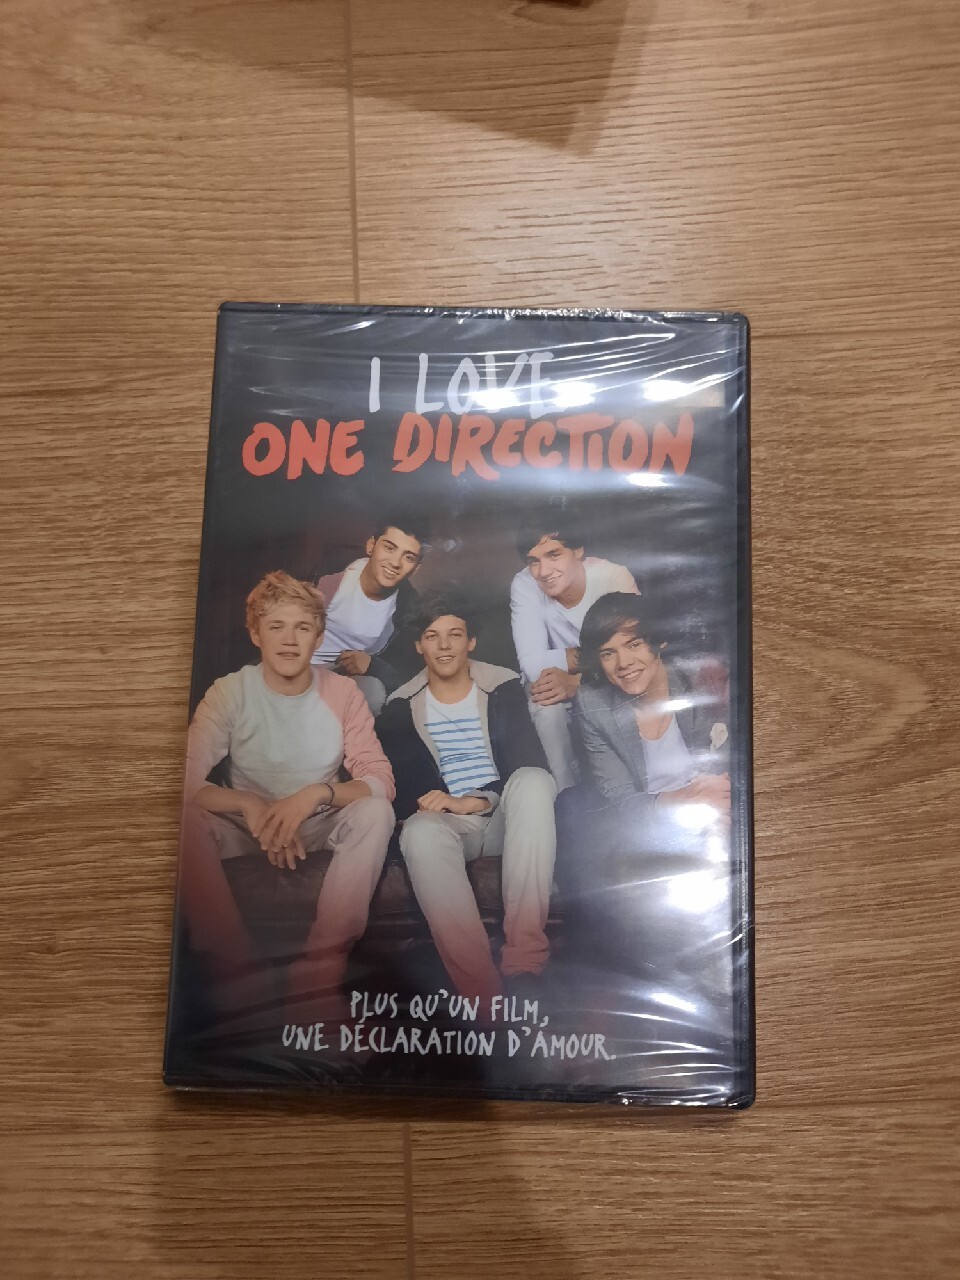 I LOVE
ONE DIRECTION
PLUS QU'UN FILM,
UNE DÉCLARATION D'AMOUR.